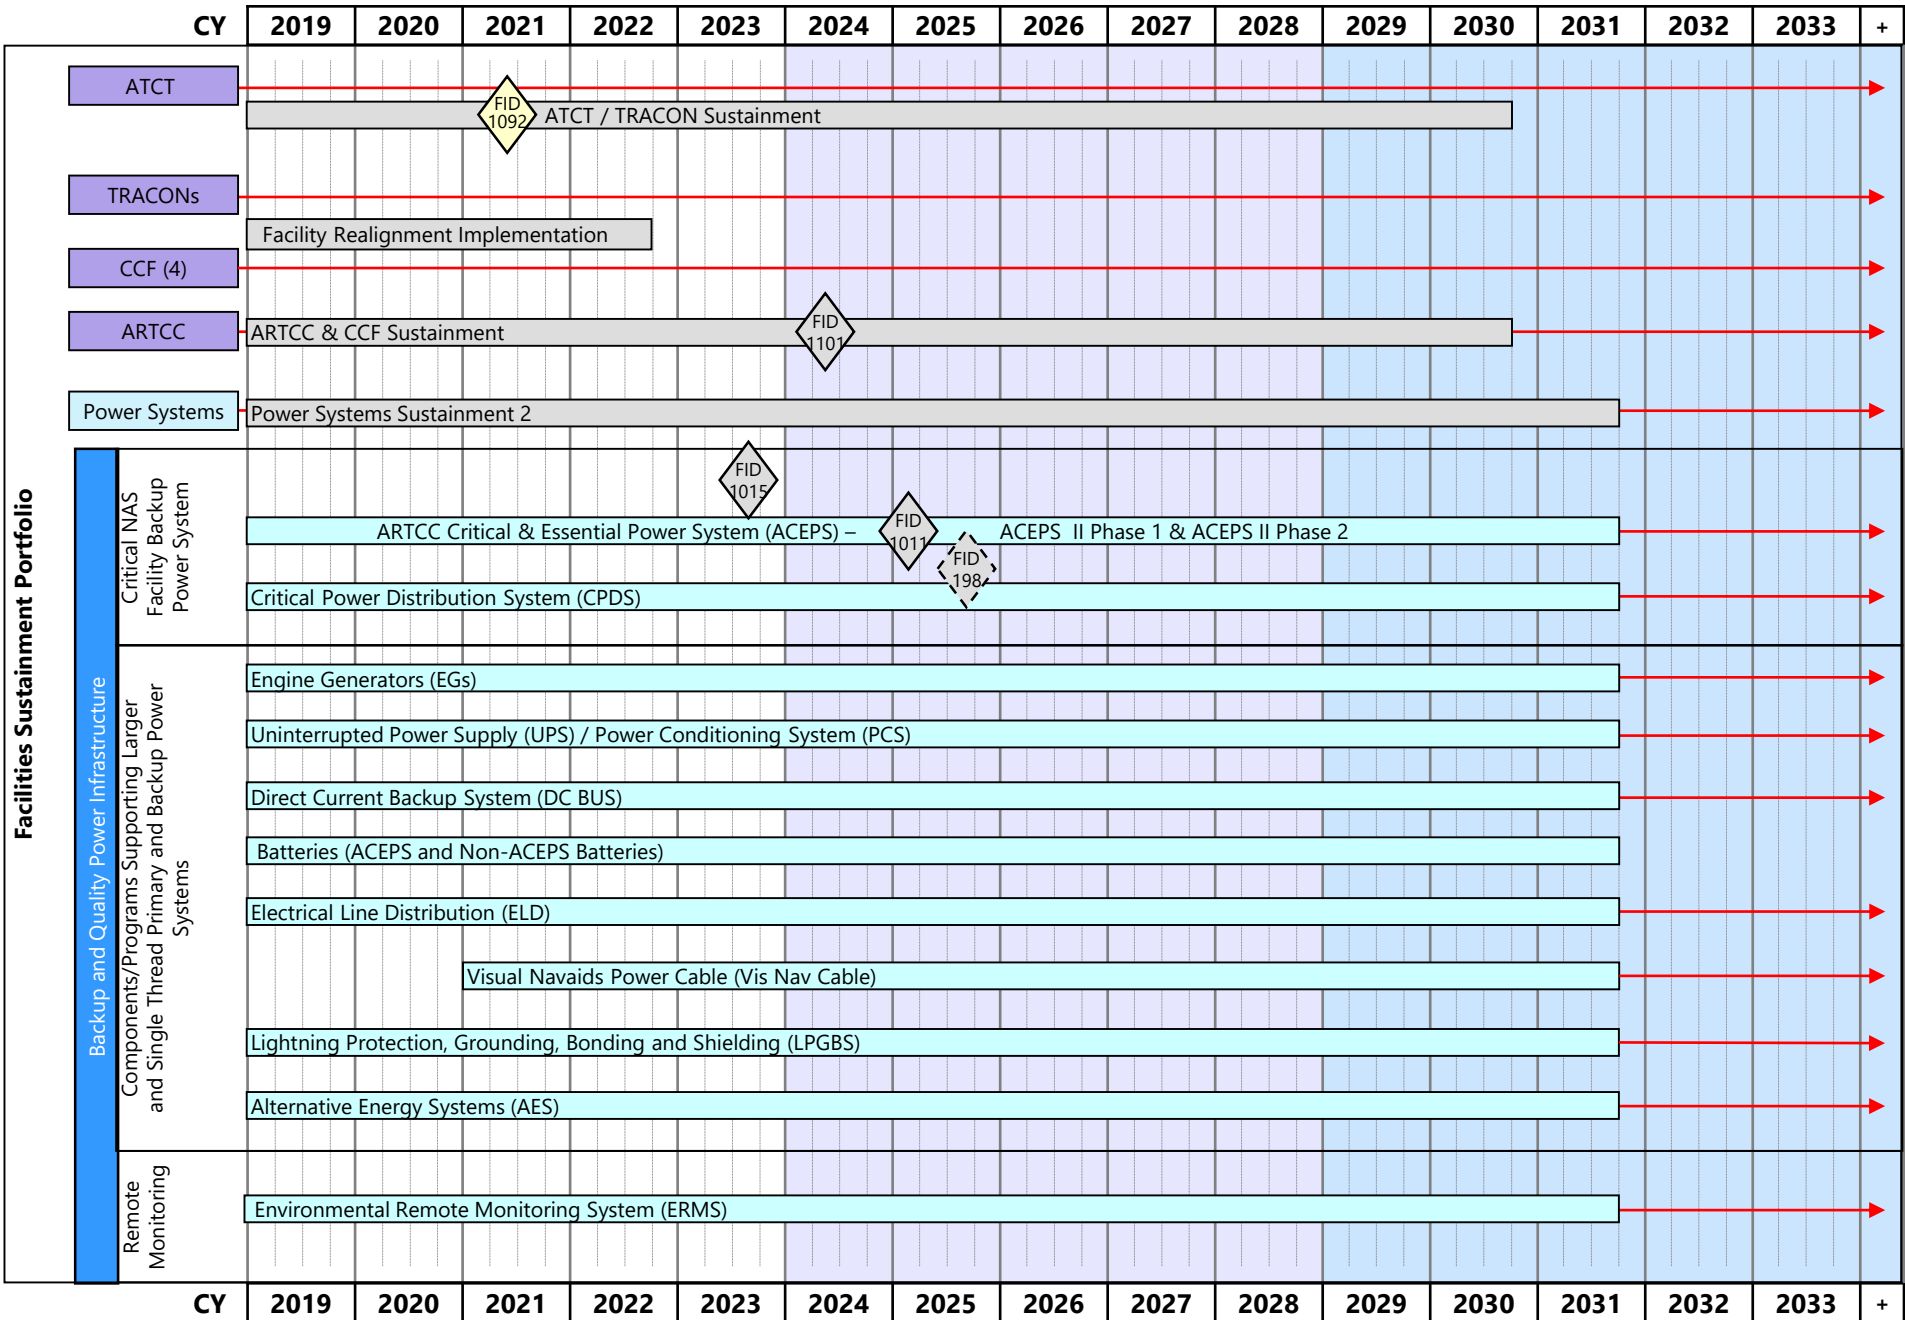 CY 2019 2020 2021 2022 2023 2024 2025 2026 2027 2028 2029 2030 2031 2032 2033 +
Facilities Sustainment Portfolio
ATCT
FID
1092
ATCT / TRACON Sustainment
TRACONs
Facility Realignment Implementation
CCF (4)
ARTCC
ARTCC & CCF Sustainment
FID
1101
Power Systems
Power Systems Sustainment 2
Backup and Quality Power Infrastructure
Critical NAS
Facility Backup
Power System
FID
1015
ARTCC Critical & Essential Power System (ACEPS) –
FID
1011
ACEPS II Phase 1 & ACEPS II Phase 2
FID
198
Critical Power Distribution System (CPDS)
Components/Programs Supporting Larger
and Single Thread Primary and Backup Power
Systems
Engine Generators (EGs)
Uninterrupted Power Supply (UPS) / Power Conditioning System (PCS)
Direct Current Backup System (DC BUS)
Batteries (ACEPS and Non-ACEPS Batteries)
Electrical Line Distribution (ELD)
Visual Navaids Power Cable (Vis Nav Cable)
Lightning Protection, Grounding, Bonding and Shielding (LPGBS)
Alternative Energy Systems (AES)
Remote
Monitoring
Environmental Remote Monitoring System (ERMS)
CY 2019 2020 2021 2022 2023 2024 2025 2026 2027 2028 2029 2030 2031 2032 2033 +